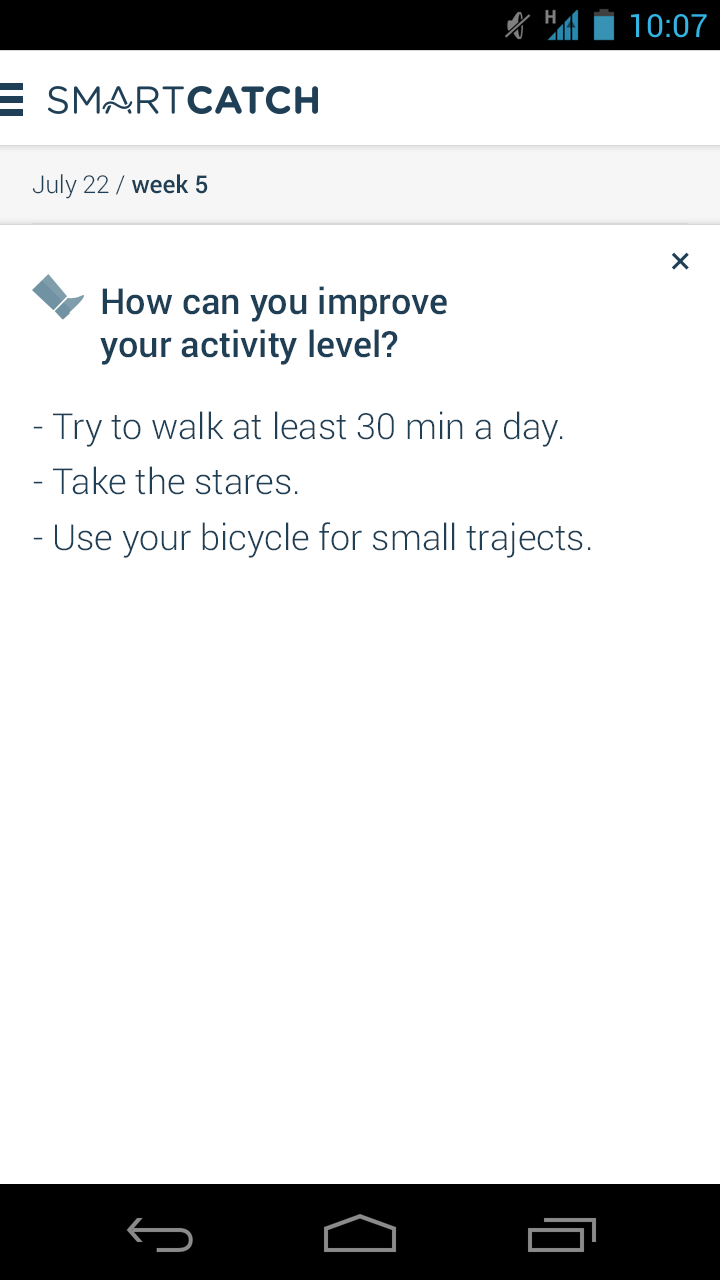 H 10:07
SMARTCATCH
July 22 / week 5
How can you improve
your activity level?
- Try to walk at least 30 min a day.
- Take the stares.
- Use your bicycle for small trajects.